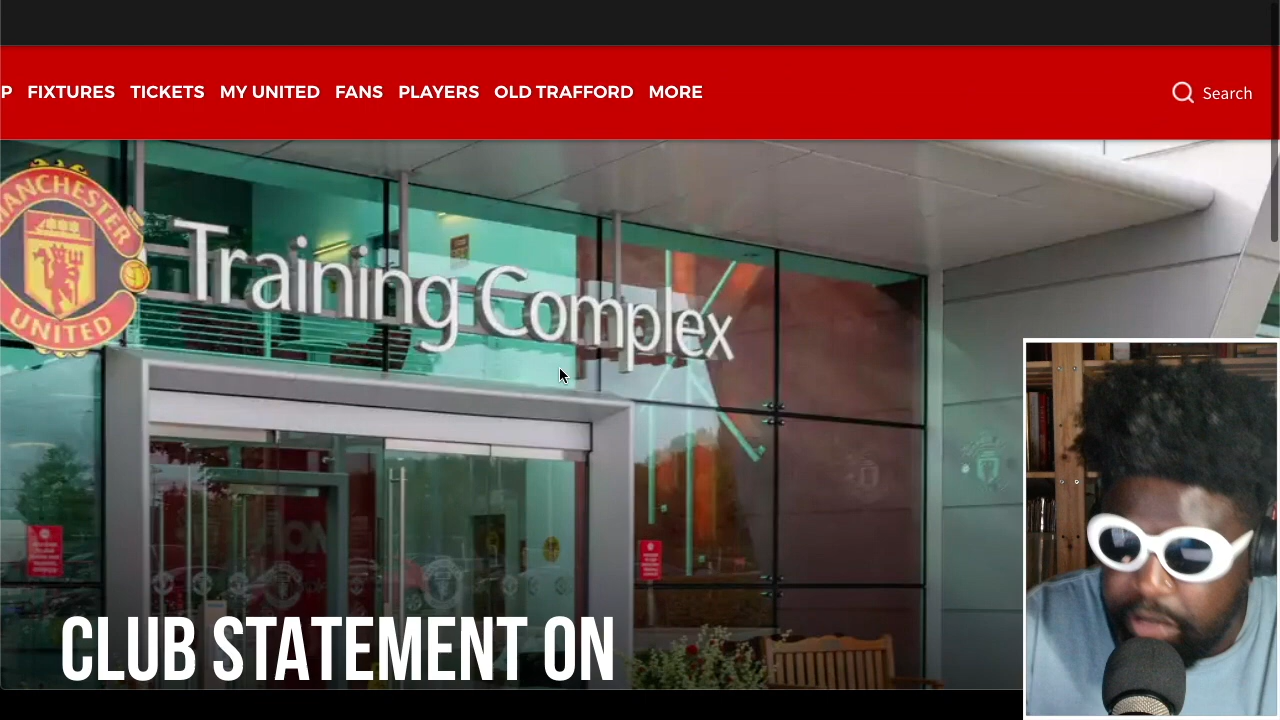 P FIXTURES TICKETS MY UNITED FANS PLAYERS OLD TRAFFORD MORE
Search
MANCHESTER
UNITED
Training Complex
CLUB STATEMENT ON